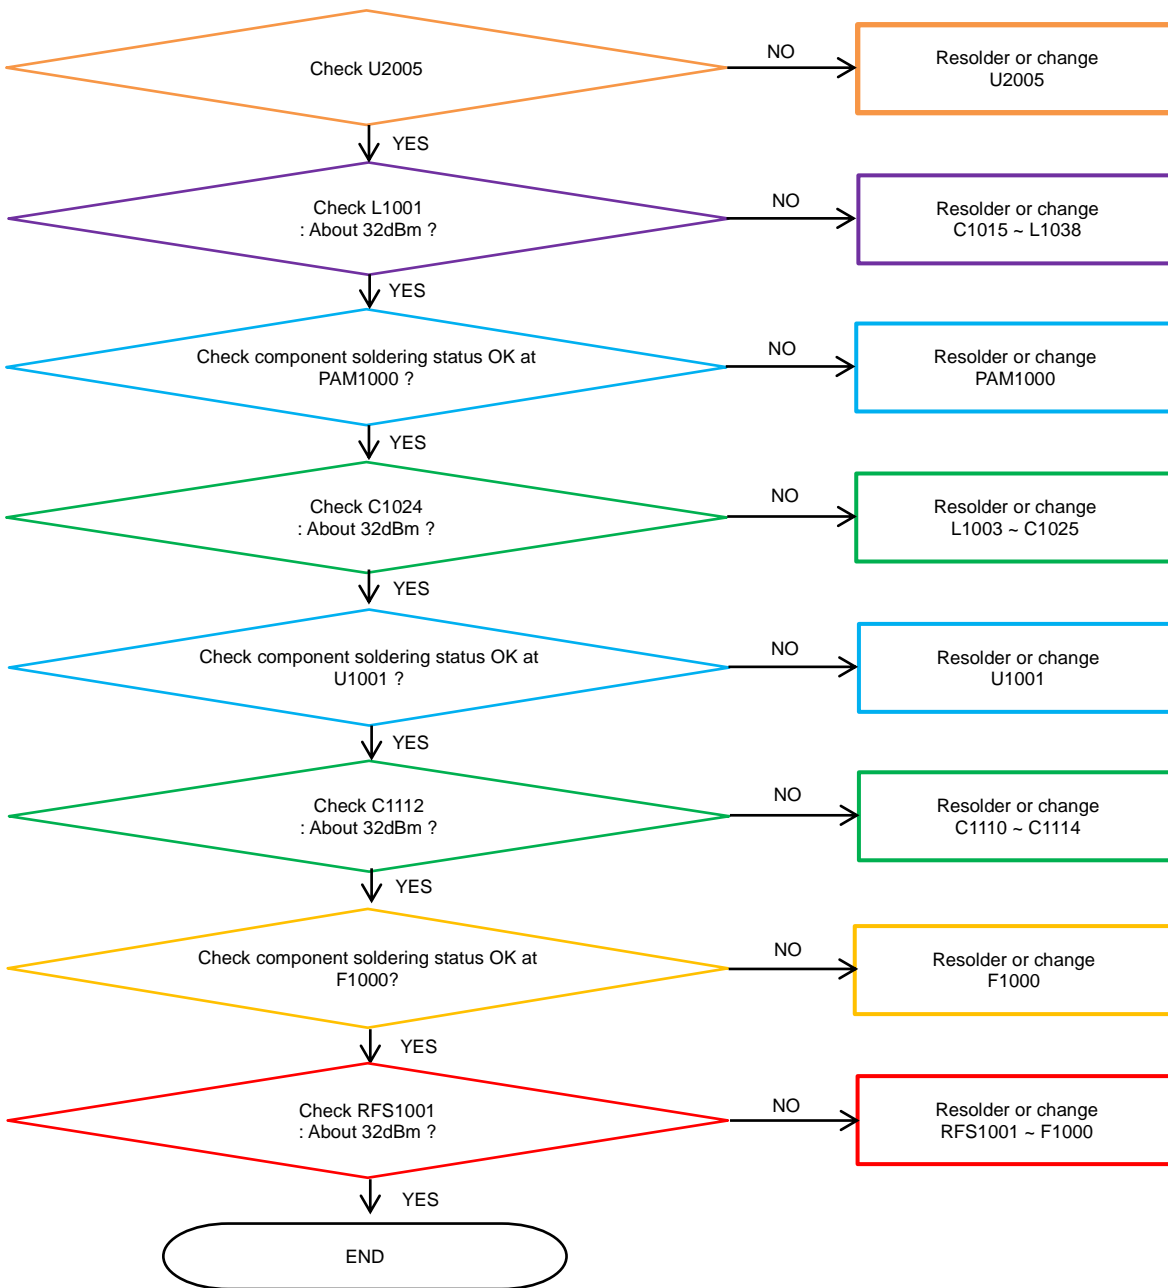 Check U2005
NO
Resolder or change
U2005
YES
Check L1001
: About 32dBm ?
NO
Resolder or change
C1015 ~ L1038
YES
Check component soldering status OK at
PAM1000 ?
NO
Resolder or change
PAM1000
YES
Check C1024
: About 32dBm ?
NO
Resolder or change
L1003 ~ C1025
YES
Check component soldering status OK at
U1001 ?
NO
Resolder or change
U1001
YES
Check C1112
: About 32dBm ?
NO
Resolder or change
C1110 ~ C1114
YES
Check component soldering status OK at
F1000?
NO
Resolder or change
F1000
YES
Check RFS1001
: About 32dBm ?
NO
Resolder or change
RFS1001 ~ F1000
YES
END